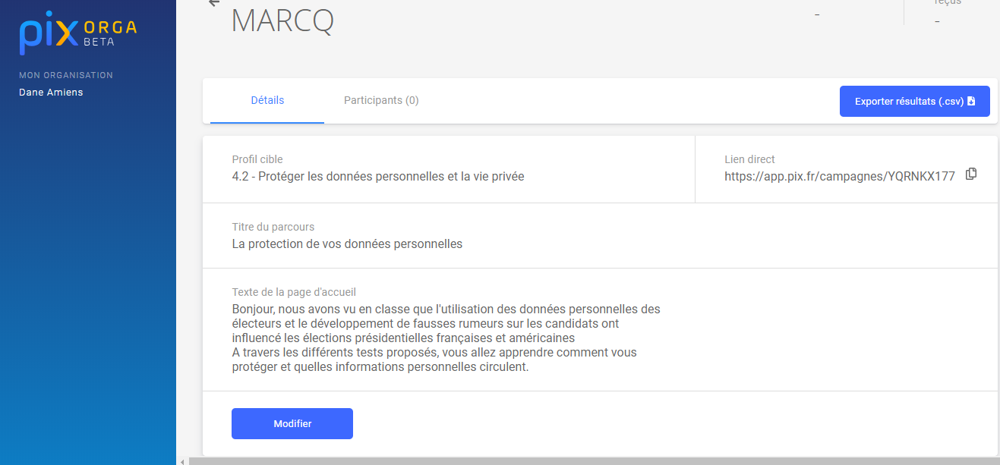 pix ORGA
BETA
MON ORGANISATION
Dane Amiens
MARCQ
-
reçus
-
Détails
Participants (0)
Exporter résultats (.csv)
Profil cible
4.2 - Protéger les données personnelles et la vie privée
Lien direct
https://app.pix.fr/campagnes/YQRNKX177
Titre du parcours
La protection de vos données personnelles
Texte de la page d'accueil
Bonjour, nous avons vu en classe que l'utilisation des données personnelles des
électeurs et le développement de fausses rumeurs sur les candidats ont
influencé les élections présidentielles françaises et américaines
A travers les différents tests proposés, vous allez apprendre comment vous
protéger et quelles informations personnelles circulent.
Modifier